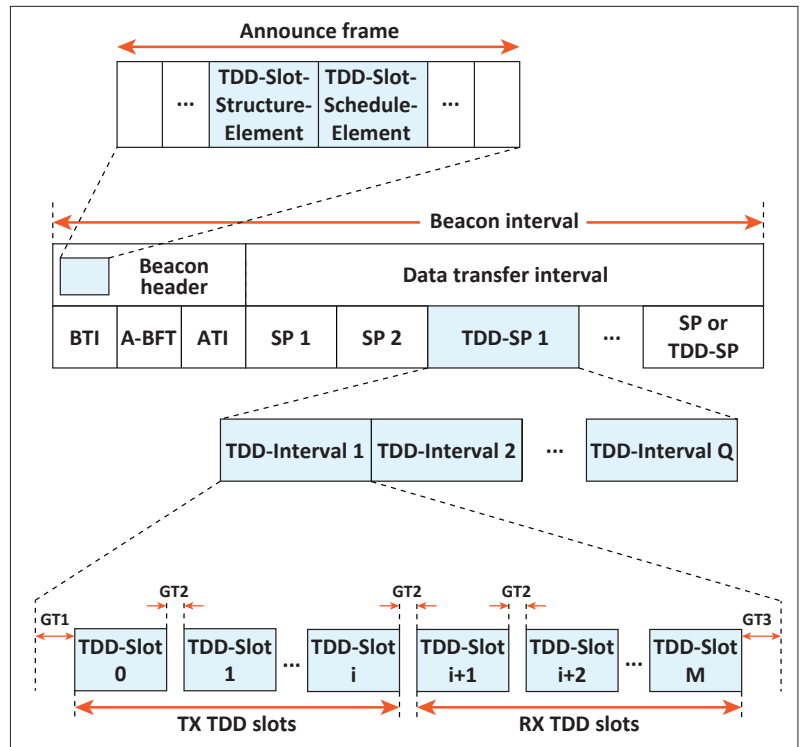 Announce frame
...
TDD-Slot-
Structure-
Element
TDD-Slot-
Schedule-
Element
...
Beacon interval
Beacon
header
Data transfer interval
BTI
A-BFT
ATI
SP 1
SP 2
TDD-SP 1
...
SP or
TDD-SP
TDD-Interval 1
TDD-Interval 2
...
TDD-Interval Q
GT1
GT2
GT2
GT2
GT3
TDD-Slot
0
TDD-Slot
1
...
TDD-Slot
i
TDD-Slot
i+1
TDD-Slot
i+2
...
TDD-Slot
M
TX TDD slots
RX TDD slots